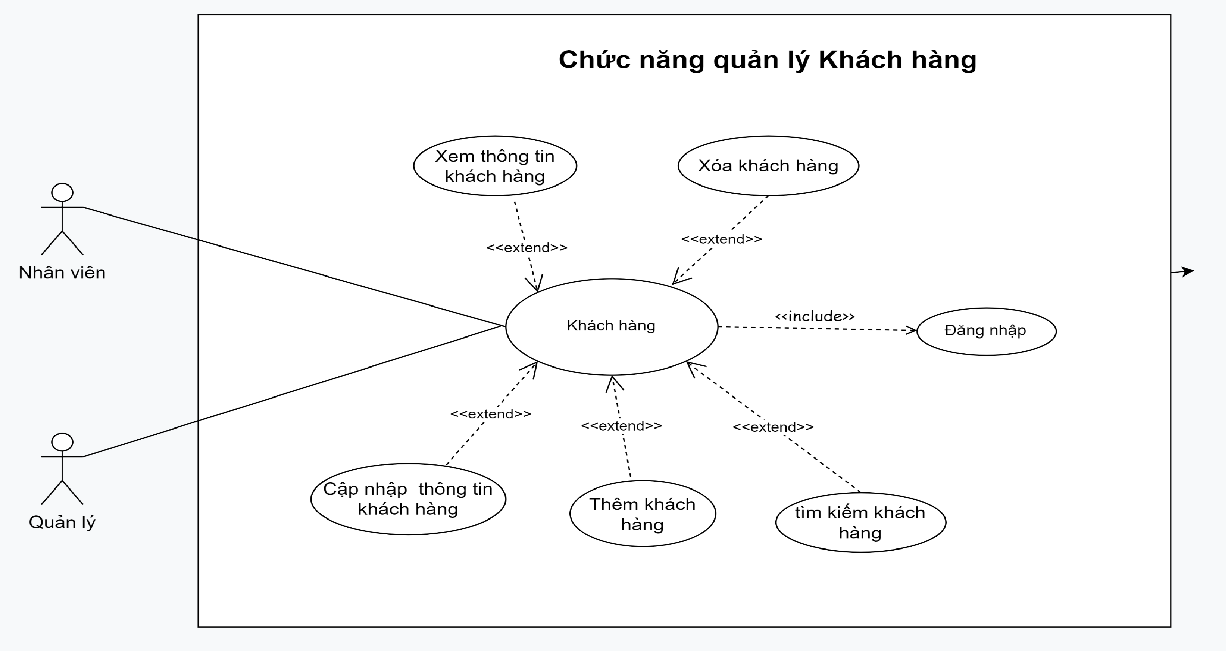 Chức năng quản lý Khách hàng
Xem thông tin
khách hàng
Xóa khách hàng
<<extend>>
<<extend>>
Nhân viên
Khách hàng
<<include>>
Đăng nhập
<<extend>>
<<extend>>
<<extend>>
Cập nhập thông tin
khách hàng
Thêm khách
hàng
tìm kiếm khách
hàng
Quản lý